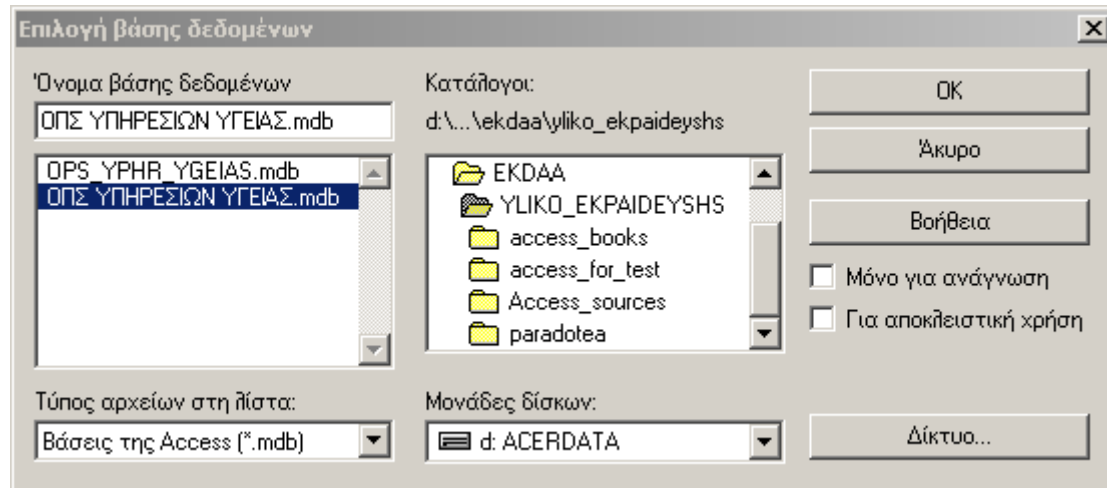 Επιλογή βάσης δεδομένων
Όνομα βάσης δεδομένων
ΟΠΣ ΥΠΗΡΕΣΙΩΝ ΥΓΕΙΑΣ.mdb
OPS_YPHR_YGEIAS.mdb
ΟΠΣ ΥΠΗΡΕΣΙΩΝ ΥΓΕΙΑΣ.mdb
Τύπος αρχείων στη λίστα:
Βάσεις της Access (*.mdb)
Κατάλογοι:
d:\...\ekdaa\yliko_ekpaideyshs
EKDAA
YLIKO_EKPAIDEYSHS
access_books
access_for_test
Access_sources
paradotea
Μονάδες δίσκων:
d: ACERDATA
OK
Άκυρο
Βοήθεια
Μόνο για ανάγνωση
Για αποκλειστική χρήση
Δίκτυο...